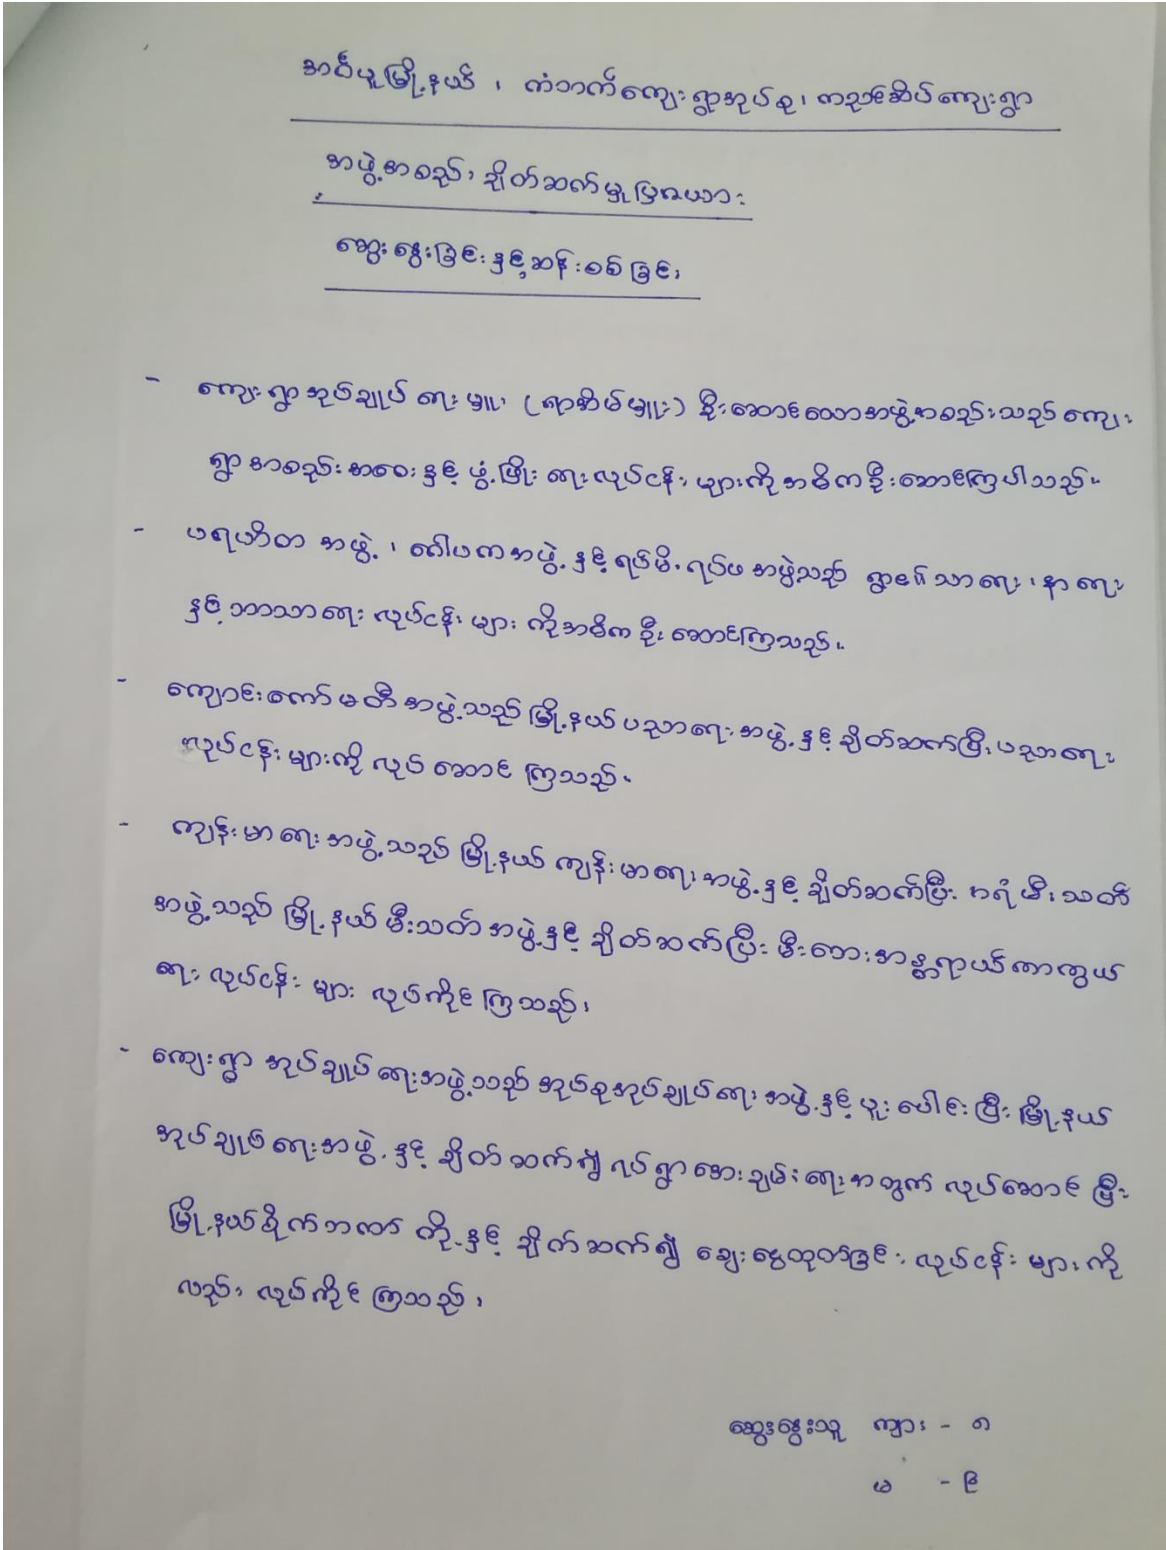 အင်္ဂပူမြို့နယ် ၊ ကံဘက်ကျေးရွာအုပ်စု၊ ကညင်ဆိပ်ကျေးရွာ
အဖွဲ့အစည်း ချိတ်ဆက်မှုပြဇယား
ဆွေးနွေးခြင်းနှင့်ဆန်းစစ်ခြင်း
- ကျေးရွာအုပ်ချုပ်ရေးမှူး (ရာအိမ်မှူး) ဦးဆောင်သောအဖွဲ့အစည်းသည် ကျေး
ရွာစည်းဝေးနှင့် ဖွံ့ဖြိုးရေးလုပ်ငန်းများကို အဓိကဦးဆောင်ကြပါသည်။
- ပရဟိတ အဖွဲ့ ၊ ဂေါပကအဖွဲ့ နှင့် ရပ်မိ၊ ရပ်ဖ အဖွဲ့သည် ရွာ၏ သာရေး ၊ နာရေး
နှင့် ဘာသာရေး လုပ်ငန်းများ ကိုအဓိက ဦးဆောင်ကြသည်။
- ကျောင်းကော်မတီအဖွဲ့သည် မြို့နယ်ပညာရေးအဖွဲ့ နှင့် ချိတ်ဆက်ပြီး ပညာရေး
လုပ်ငန်းများကို လုပ်ဆောင်ကြသည်။
- ကျန်းမာရေးအဖွဲ့သည် မြို့နယ် ကျန်းမာရေးအဖွဲ့နှင့် ချိတ်ဆက်ပြီး အရံမီးသတ်
အဖွဲ့သည် မြို့နယ်မီးသတ်အဖွဲ့နှင့် ချိတ်ဆက်ပြီး မီးဘေးအန္တရာယ်ကာကွယ်
ရေး လုပ်ငန်းများ လုပ်ကိုင်ကြသည်။
- ကျေးရွာ အုပ်ချုပ်ရေးအဖွဲ့သည် အုပ်စုအုပ်ချုပ်ရေးအဖွဲ့နှင့် ပူးပေါင်းပြီး မြို့နယ်
အုပ်ချုပ်ရေးအဖွဲ့ နှင့် ချိတ်ဆက်၍ ရပ်ရွာအေးချမ်းရေးအတွက် လုပ်ဆောင်ပြီး
မြို့နယ်စိုက်ဘဏ် တို့နှင့် ချိတ်ဆက်၍ ချေးငွေထုတ်ခြင်း လုပ်ငန်းများကို
လည်း လုပ်ကိုင်ကြသည်။
ဆွေးနွေးသူ ကျား - ၈
မ - ၉